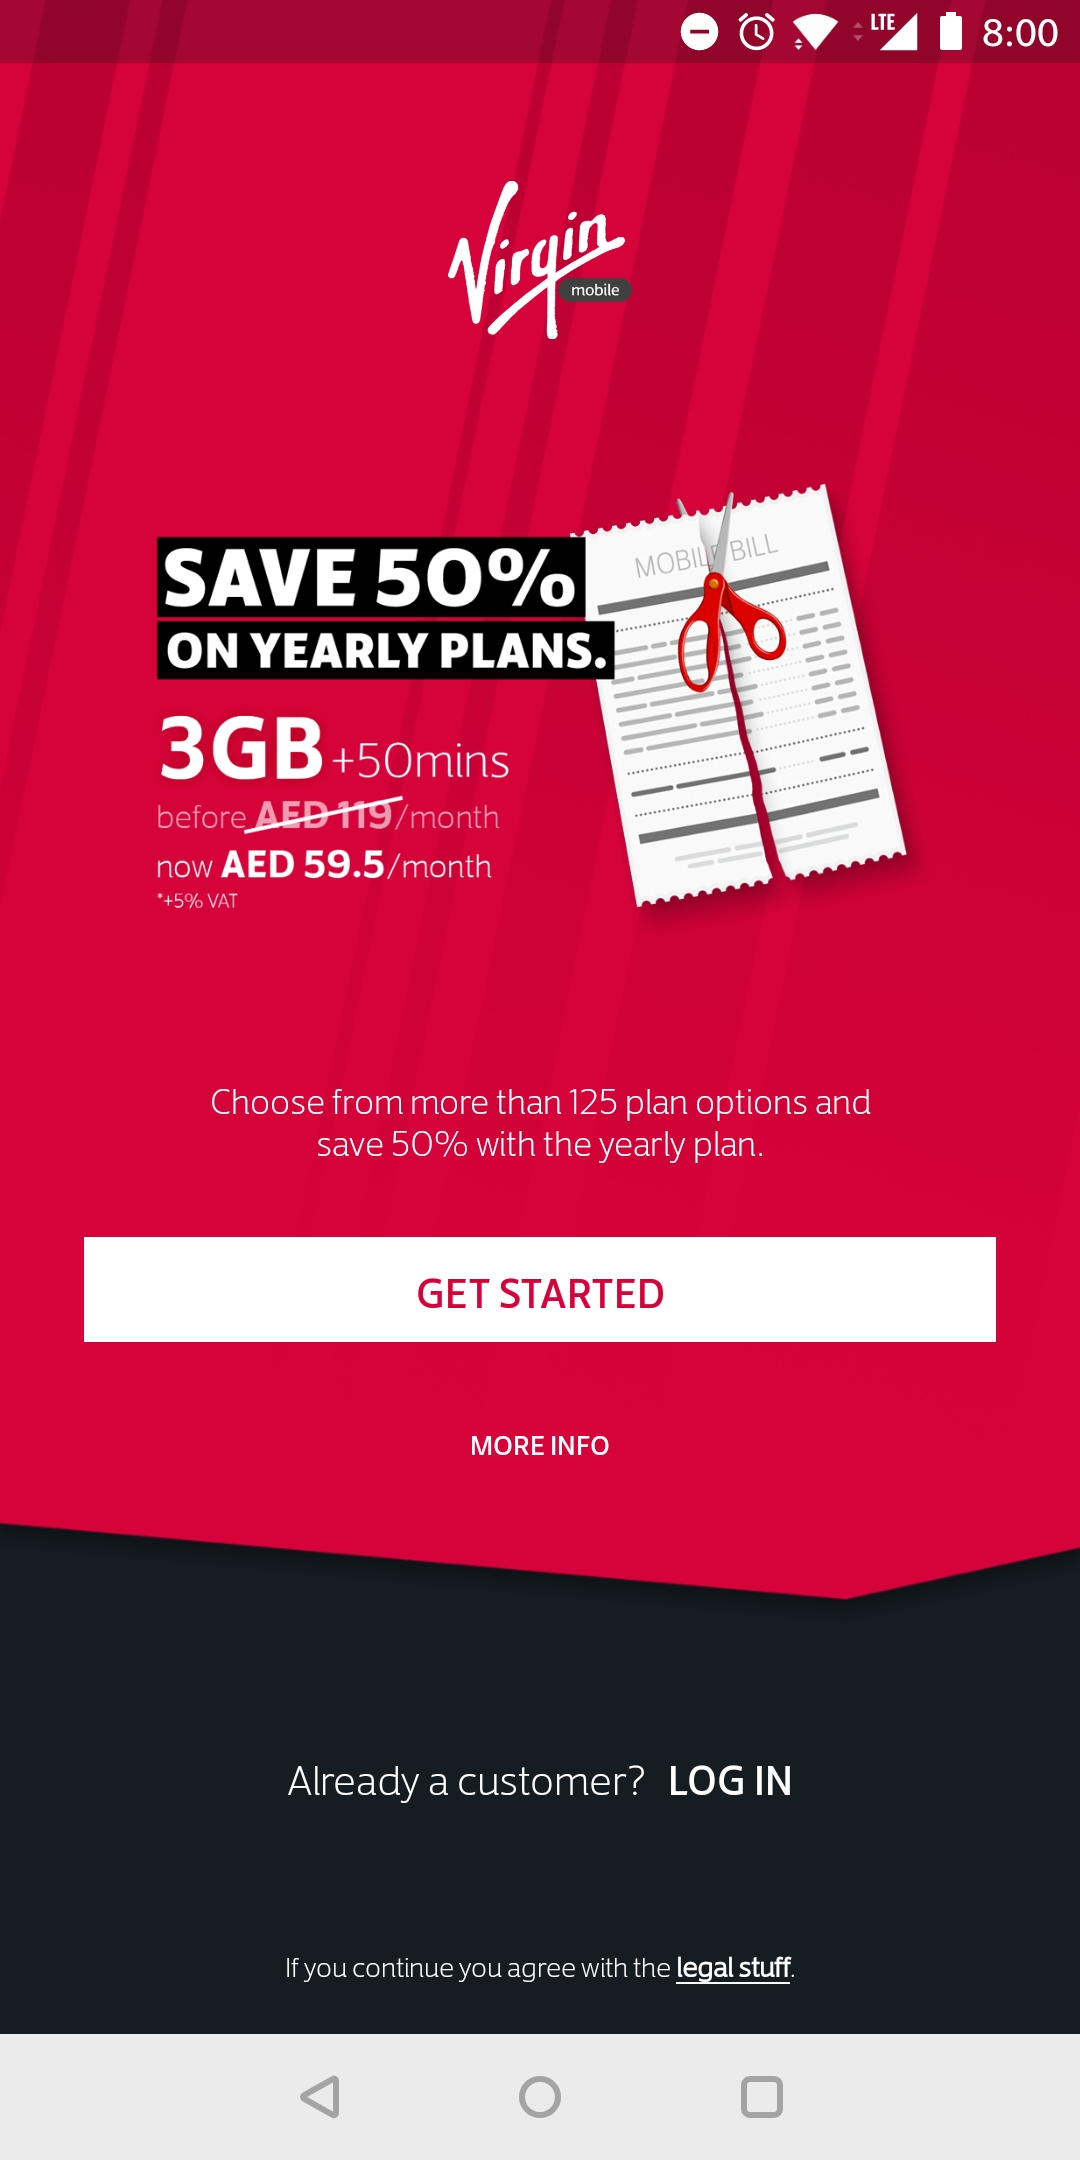 LTE 8:00
Virgin
mobile
MOBILE BILL
SAVE 50%
ON YEARLY PLANS.
3GB +50mins
before AED 119/month
now AED 59.5/month
*+5% VAT
Choose from more than 125 plan options and
save 50% with the yearly plan.
GET STARTED
MORE INFO
Already a customer? LOG IN
If you continue you agree with the legal stuff.